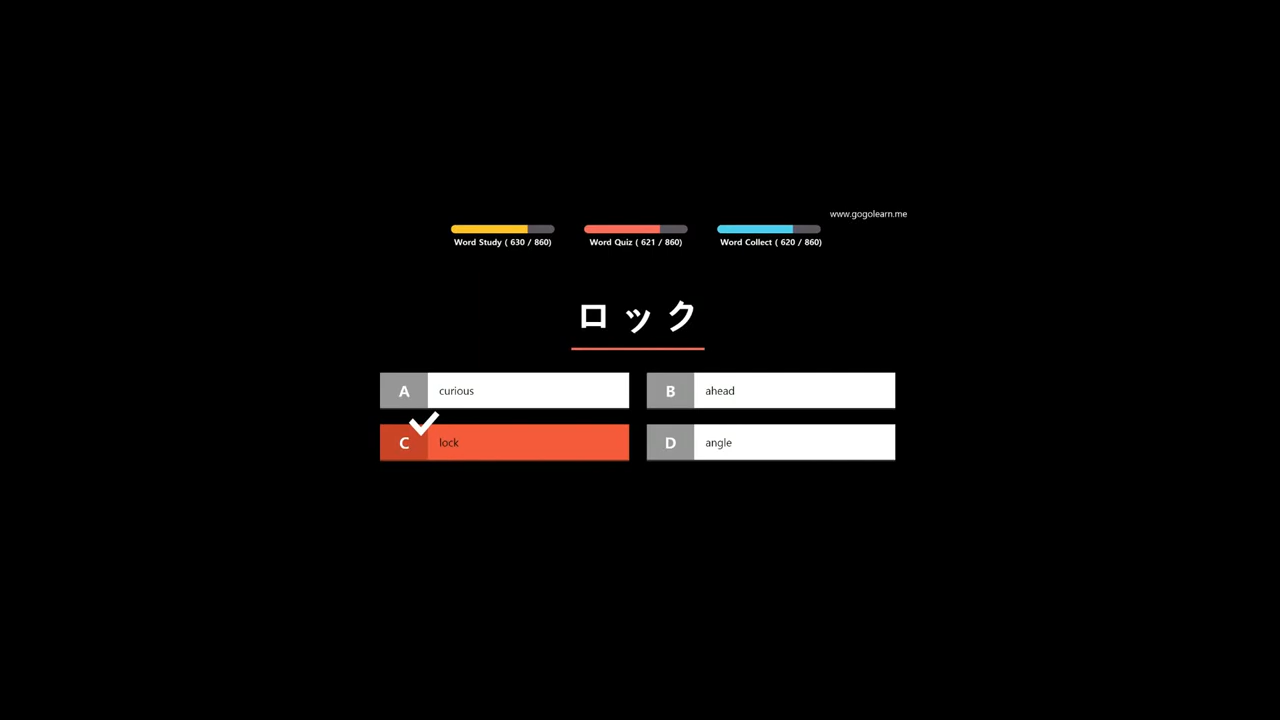 www.gogolearn.me
Word Study ( 630 / 860)
Word Quiz ( 621 / 860)
Word Collect ( 620 / 860)
ロック
A curious
B ahead
C lock
D angle